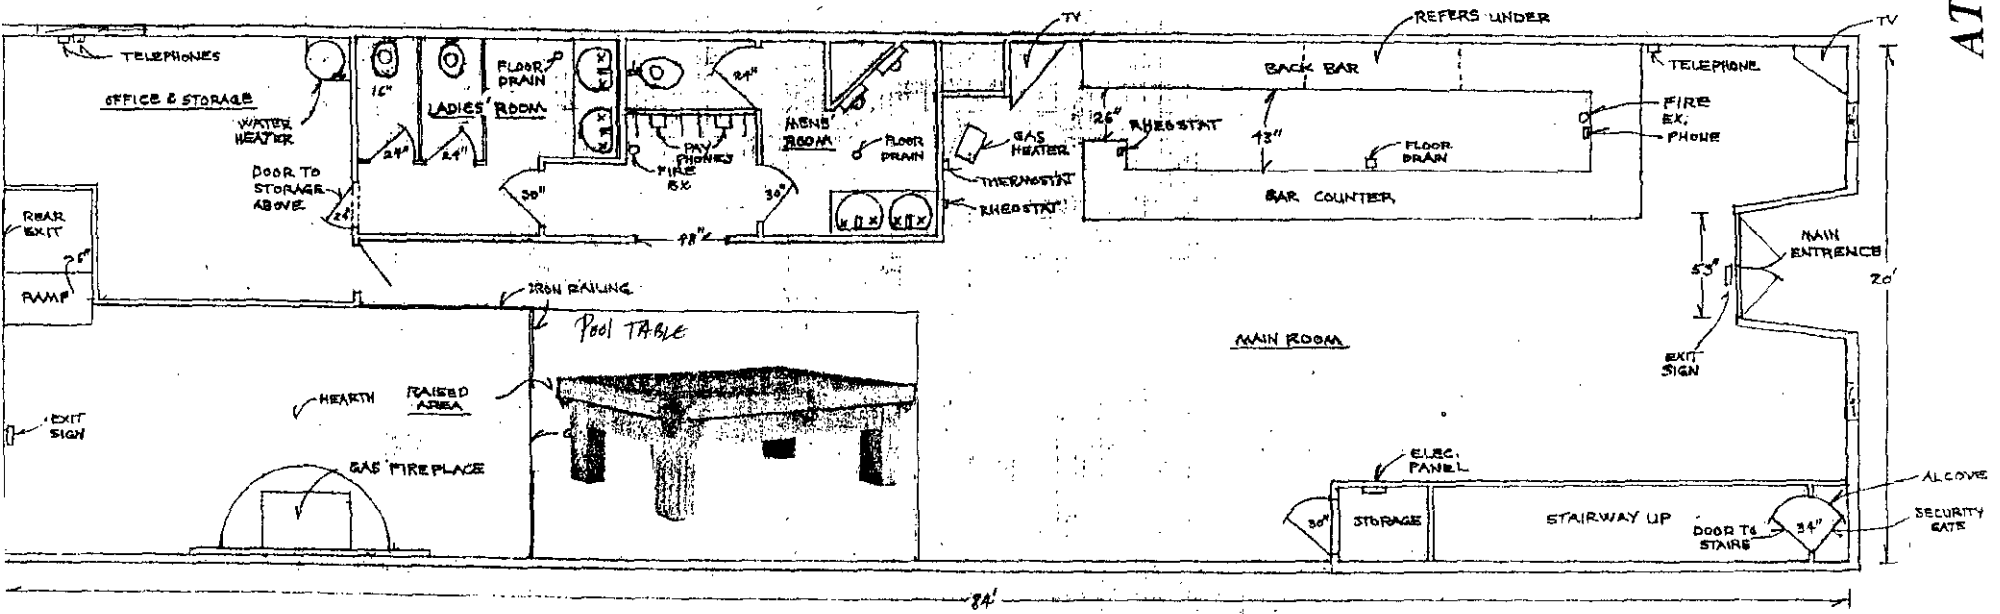 TV
REFERS UNDER
TV
AT
TELEPHONES
OFFICE & STORAGE
WATER
HEATER
16"
LADIES' ROOM
FLOOR
DRAIN
24"
24"
24"
PAY
PHONES
FIRE
EX
MENS'
ROOM
FLOOR
DRAIN
BACK BAR
TELEPHONE
26"
RHEOSTAT
43"
FLOOR
DRAIN
FIRE
EX.
PHONE
GAS
HEATER
THERMOSTAT
RHEOSTAT
BAR COUNTER
DOOR TO
STORAGE
ABOVE
30"
30"
48"
REAR
EXIT
RAMP
IRON RAILING
MAIN
ENTRENCE
53"
20'
EXIT
SIGN
Pool TABLE
MAIN ROOM
HEARTH
RAISED
AREA
EXIT
SIGN
GAS FIREPLACE
ELEC.
PANEL
30"
STORAGE
STAIRWAY UP
DOOR TO
STAIRS
34"
ALCOVE
SECURITY
GATE
84'